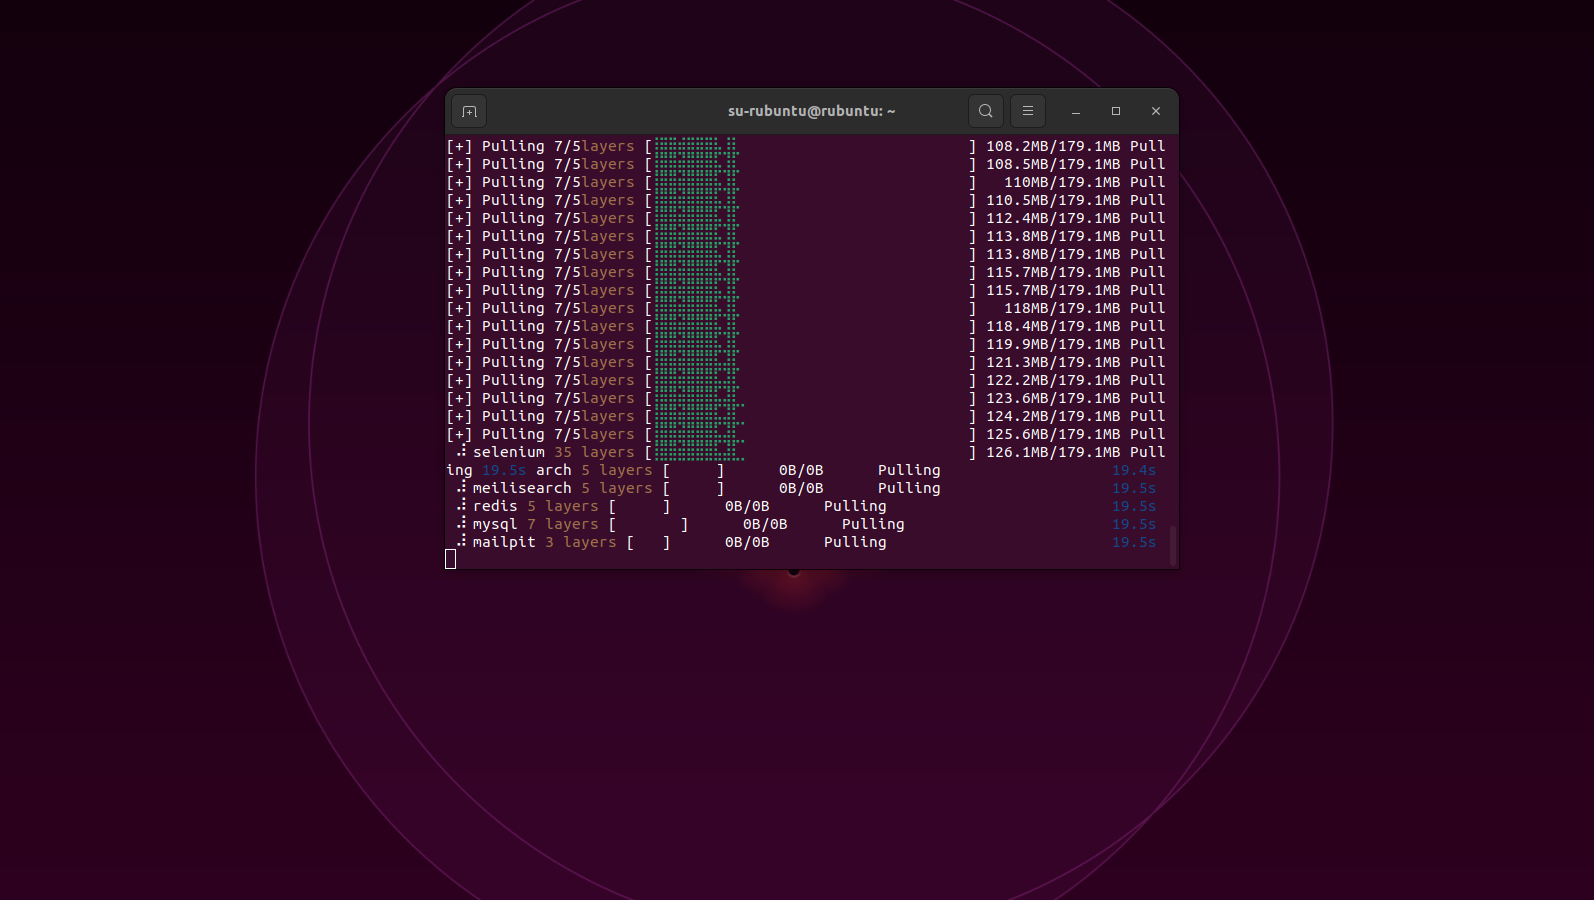 su-rubuntu@rubuntu: ~
[+] Pulling 7/5layers [ ] 108.2MB/179.1MB Pull
[+] Pulling 7/5layers [ ] 108.5MB/179.1MB Pull
[+] Pulling 7/5layers [ ] 110MB/179.1MB Pull
[+] Pulling 7/5layers [ ] 110.5MB/179.1MB Pull
[+] Pulling 7/5layers [ ] 112.4MB/179.1MB Pull
[+] Pulling 7/5layers [ ] 113.8MB/179.1MB Pull
[+] Pulling 7/5layers [ ] 113.8MB/179.1MB Pull
[+] Pulling 7/5layers [ ] 115.7MB/179.1MB Pull
[+] Pulling 7/5layers [ ] 115.7MB/179.1MB Pull
[+] Pulling 7/5layers [ ] 118MB/179.1MB Pull
[+] Pulling 7/5layers [ ] 118.4MB/179.1MB Pull
[+] Pulling 7/5layers [ ] 119.9MB/179.1MB Pull
[+] Pulling 7/5layers [ ] 121.3MB/179.1MB Pull
[+] Pulling 7/5layers [ ] 122.2MB/179.1MB Pull
[+] Pulling 7/5layers [ ] 123.6MB/179.1MB Pull
[+] Pulling 7/5layers [ ] 124.2MB/179.1MB Pull
[+] Pulling 7/5layers [ ] 125.6MB/179.1MB Pull
selenium 35 layers [ ] 126.1MB/179.1MB Pull
ing 19.5s arch 5 layers [ ] 0B/0B Pulling 19.4s
meilisearch 5 layers [ ] 0B/0B Pulling 19.5s
redis 5 layers [ ] 0B/0B Pulling 19.5s
mysql 7 layers [ ] 0B/0B Pulling 19.5s
mailpit 3 layers [ ] 0B/0B Pulling 19.5s